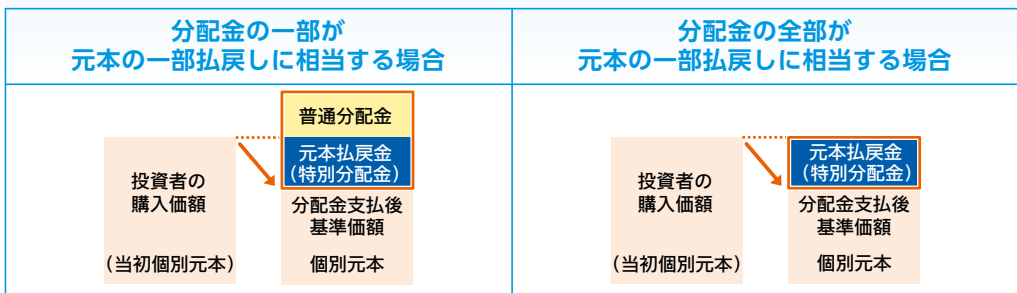 分配金の一部が
元本の一部払戻しに相当する場合
分配金の全部が
元本の一部払戻しに相当する場合
普通分配金
元本払戻金
（特別分配金）
投資者の
購入価額
（当初個別元本）
分配金支払後
基準価額
個別元本
元本払戻金
（特別分配金）
投資者の
購入価額
（当初個別元本）
分配金支払後
基準価額
個別元本